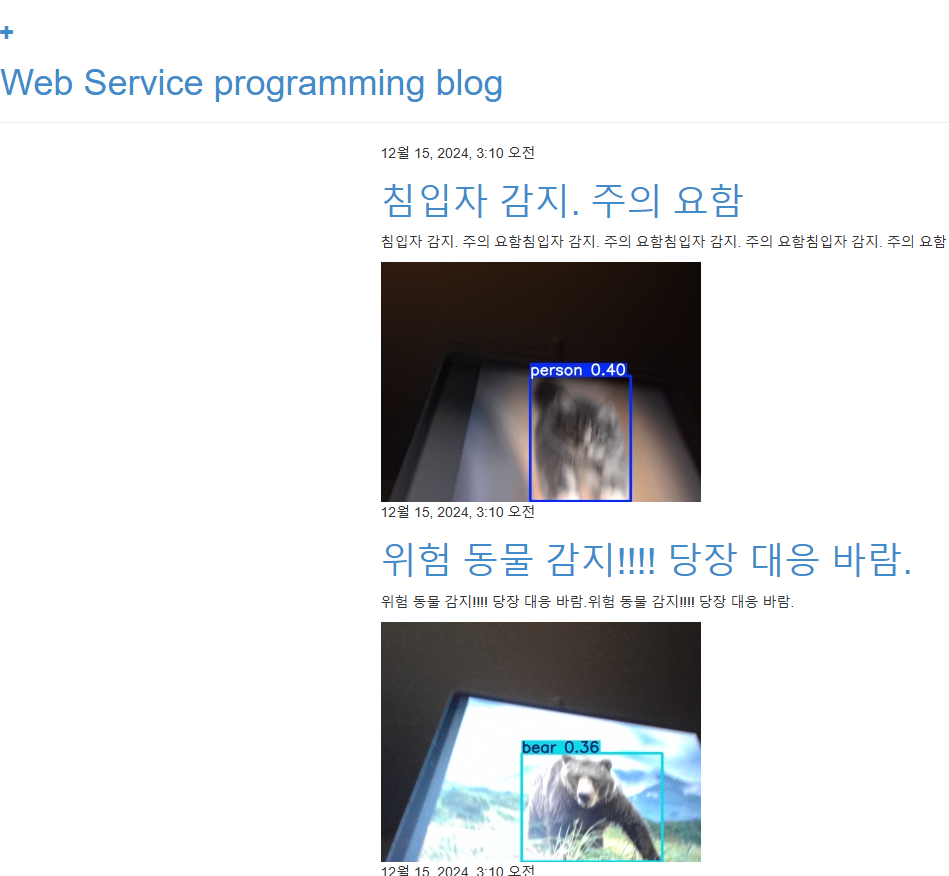 +
Web Service programming blog
12월 15, 2024, 3:10 오전
침입자 감지. 주의 요함
침입자 감지. 주의 요함침입자 감지. 주의 요함침입자 감지. 주의 요함침입자 감지. 주의 요함
person 0.40
12월 15, 2024, 3:10 오전
위험 동물 감지!!!! 당장 대응 바람.
위험 동물 감지!!!! 당장 대응 바람.위험 동물 감지!!!! 당장 대응 바람.
bear 0.36
12월 15, 2024, 3:10 오전